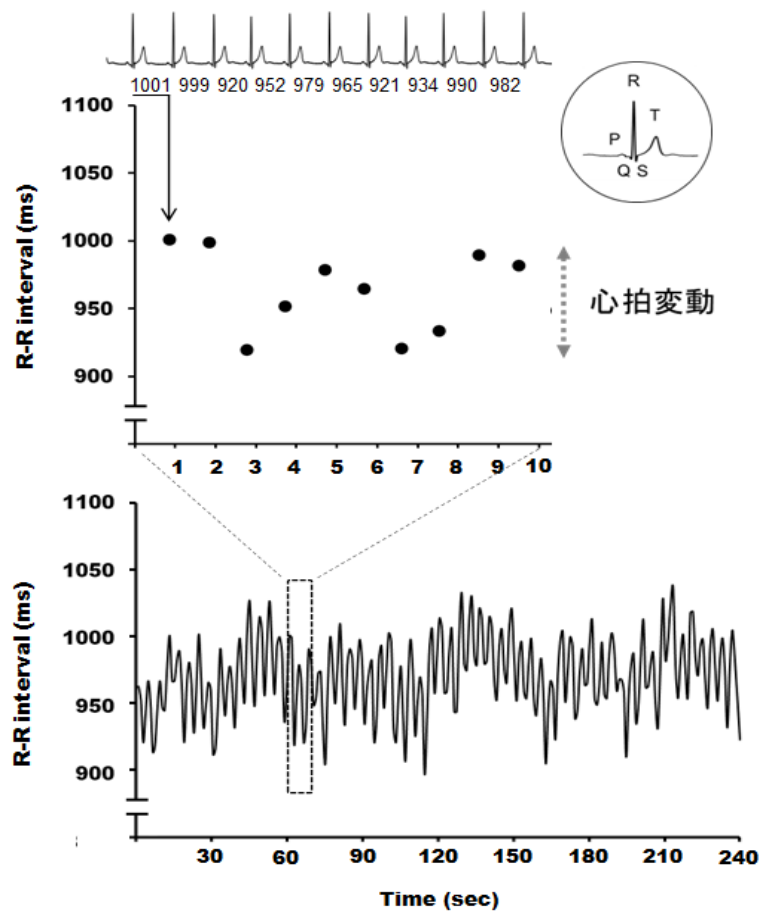 1001 999 920 952 979 965 921 934 990 982
R
T
P
Q S
1100
1050
1000
950
900
R-R interval (ms)
心拍変動
1 2 3 4 5 6 7 8 9 10
1100
1050
1000
950
900
R-R interval (ms)
30 60 90 120 150 180 210 240
Time (sec)